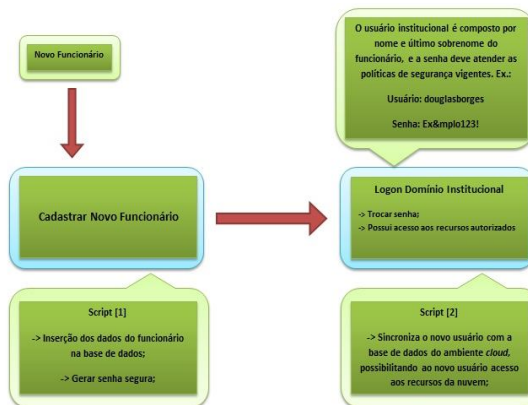 Novo Funcionário
O usuário institucional é composto por
nome e último sobrenome do
funcionário, e a senha deve atender as
políticas de segurança vigentes. Ex.:
Usuário: douglasborges
Senha: Ex&mplo123!
Cadastrar Novo Funcionário
Logon Domínio Institucional
-> Trocar senha;
-> Possui acesso aos recursos autorizados
Script [1]
-> Inserção dos dados do funcionário
na base de dados;
-> Gerar senha segura;
Script [2]
-> Sincroniza o novo usuário com a
base de dados do ambiente cloud,
possibilitando ao novo usuário acesso
aos recursos da nuvem;